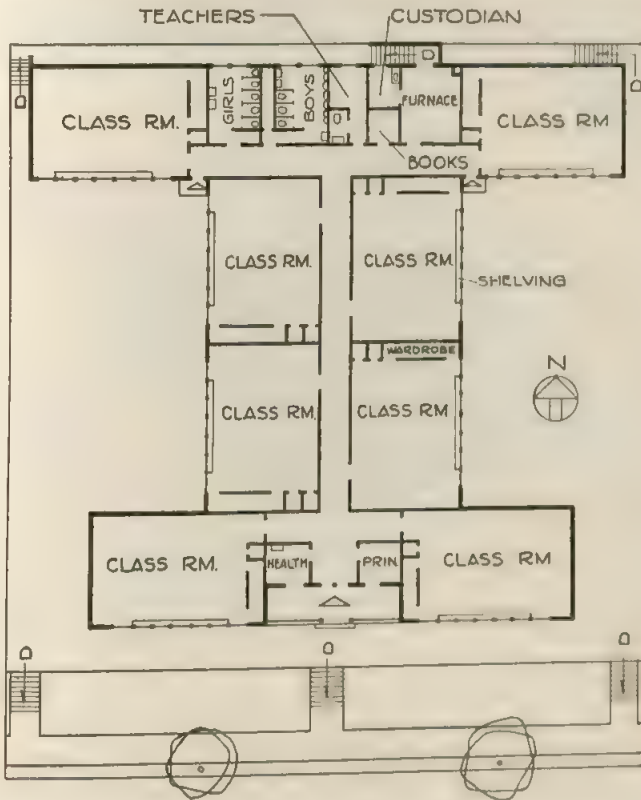 TEACHERS
CUSTODIAN
D
D
D
CLASS RM.
GIRLS
BOYS
FURNACE
CLASS RM
BOOKS
CLASS RM.
CLASS RM.
SHELVING
WARDROBE
N
CLASS RM.
CLASS RM
CLASS RM.
HEALTH
PRIN.
CLASS RM
D
D
D